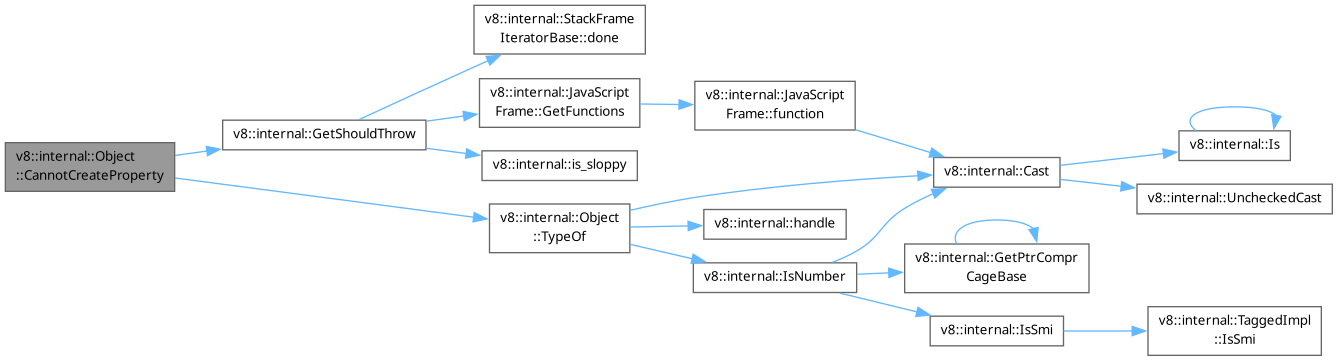 v8::internal::Object
::CannotCreateProperty
v8::internal::GetShouldThrow
v8::internal::StackFrame
IteratorBase::done
v8::internal::JavaScript
Frame::GetFunctions
v8::internal::is_sloppy
v8::internal::Object
::TypeOf
v8::internal::JavaScript
Frame::function
v8::internal::handle
v8::internal::IsNumber
v8::internal::Cast
v8::internal::GetPtrCompr
CageBase
v8::internal::IsSmi
v8::internal::Is
v8::internal::UncheckedCast
v8::internal::TaggedImpl
::IsSmi